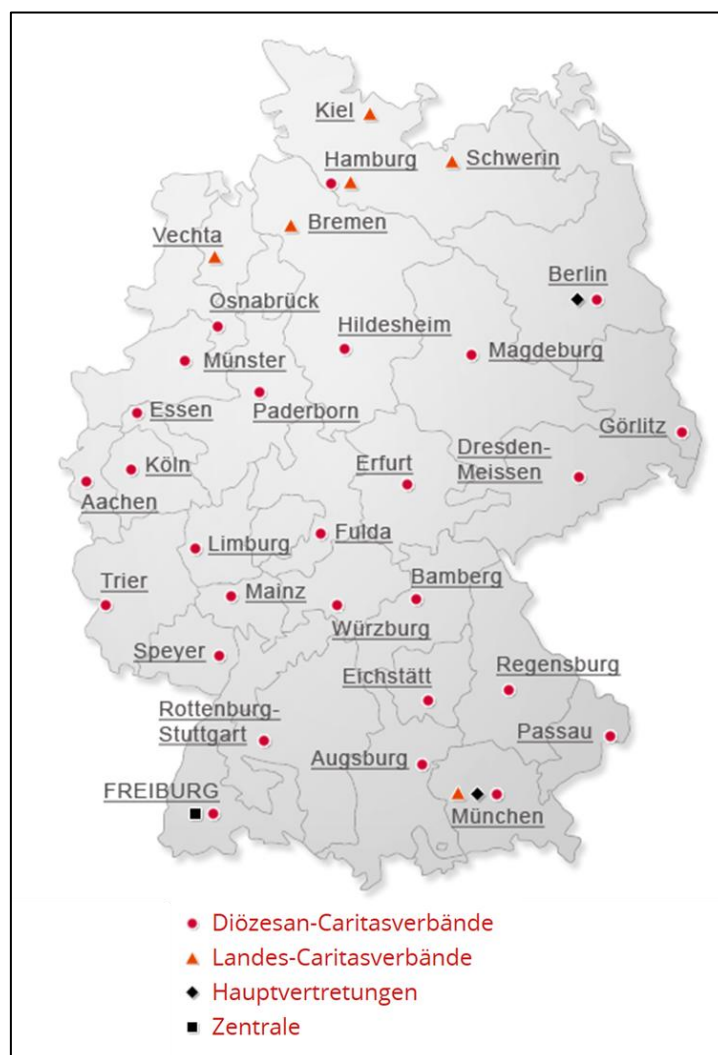 Kiel
Hamburg
Schwerin
Bremen
Vechta
Berlin
Osnabrück
Hildesheim
Magdeburg
Münster
Essen
Paderborn
Görlitz
Dresden-
Meissen
Köln
Erfurt
Aachen
Fulda
Limburg
Trier
Mainz
Bamberg
Würzburg
Speyer
Eichstätt
Regensburg
Rottenburg-
Stuttgart
Passau
Augsburg
FREIBURG
München
Diözesan-Caritasverbände
Landes-Caritasverbände
Hauptvertretungen
Zentrale